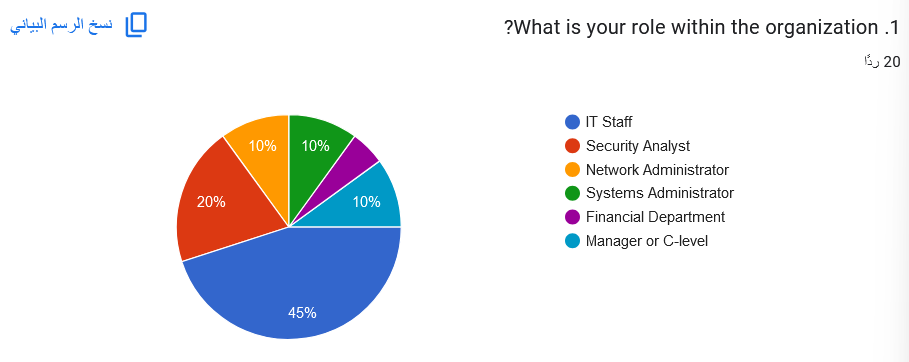 نسخ الرسم البياني
1. What is your role within the organization?
20 ردًا
IT Staff
Security Analyst
Network Administrator
Systems Administrator
Financial Department
Manager or C-level
10%
10%
20%
10%
45%